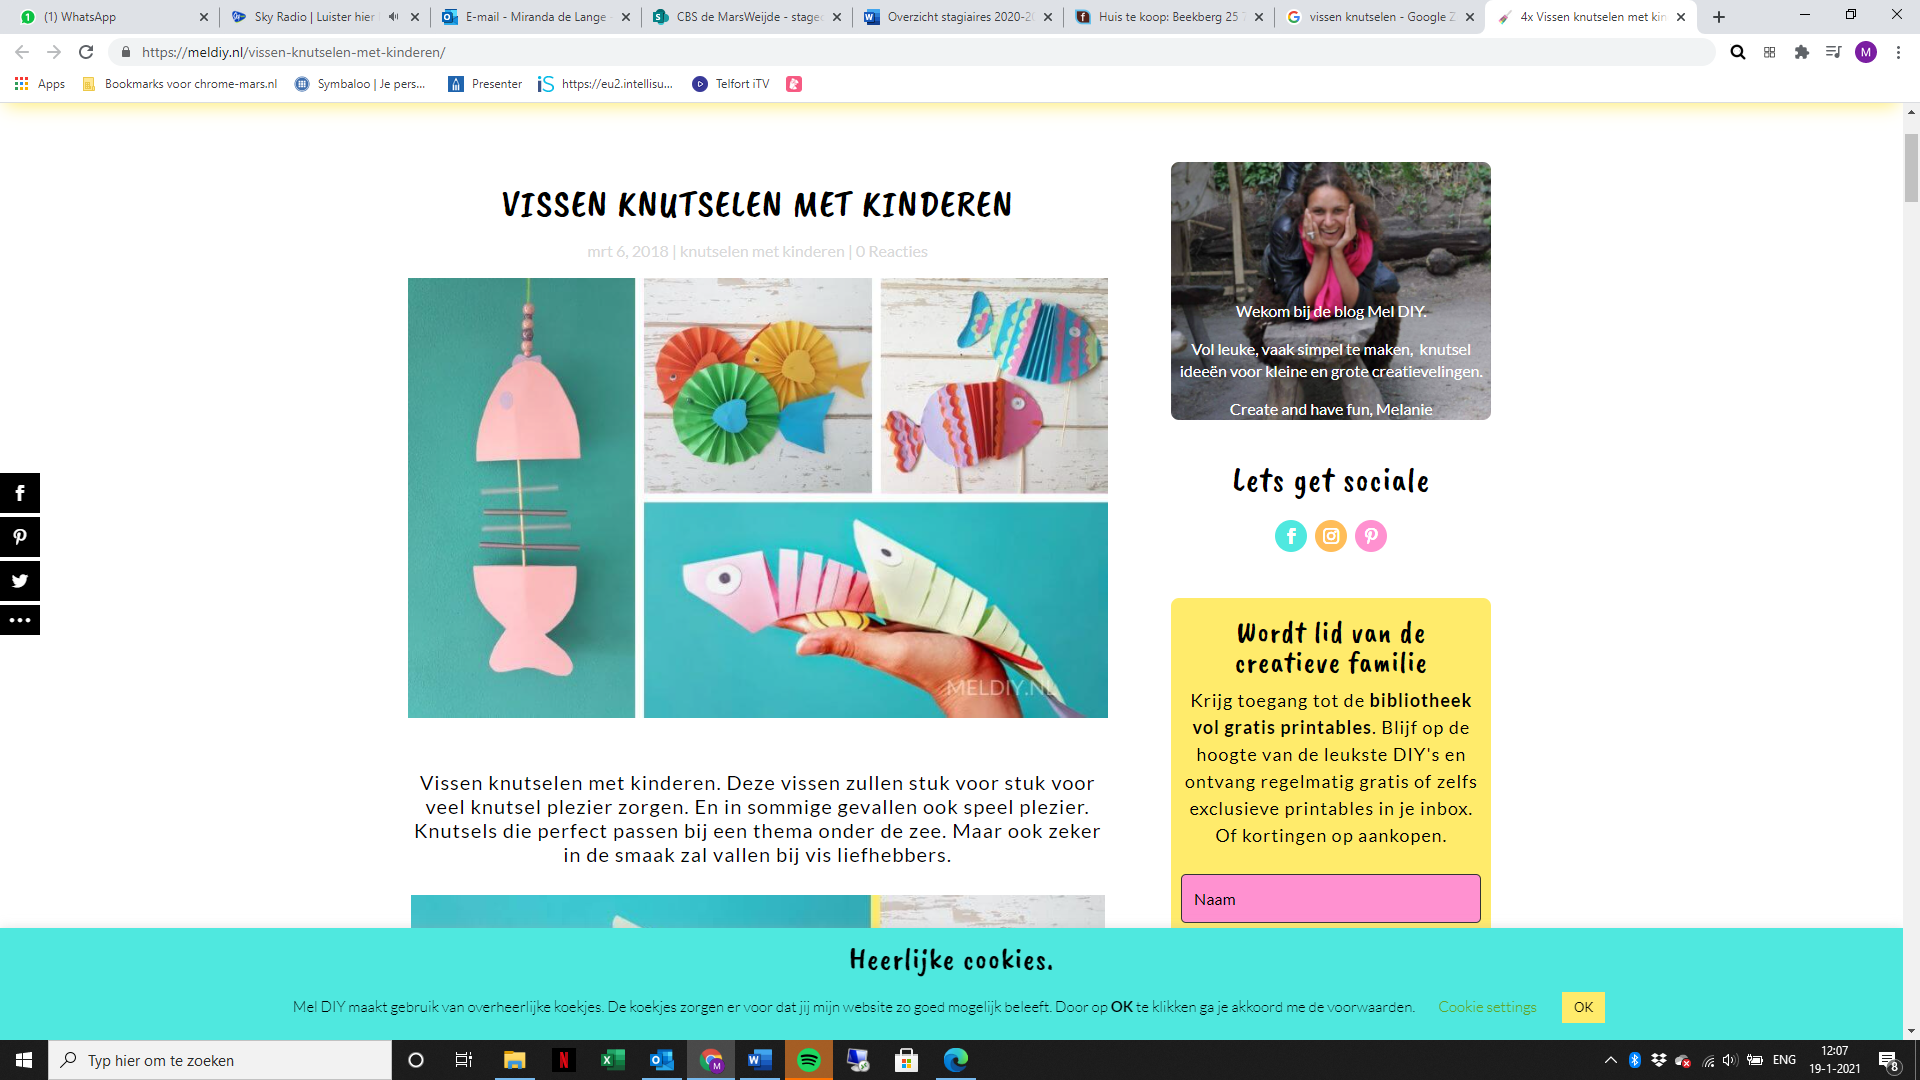 (1) WhatsApp
Sky Radio | Luister hier
E-mail - Miranda de Lange -
CBS de MarsWeijde - stage
Overzicht stagiaires 2020-20
Huis te koop: Beekberg 25
vissen knutselen - Google Z
4x Vissen knutselen met kin
https://meldiy.nl/vissen-knutselen-met-kinderen/
M
Apps
Bookmarks voor chrome-mars.nl
Symbaloo | Je pers...
Presenter
https://eu2.intellisu...
Telfort iTV
VISSEN KNUTSELEN MET KINDEREN
mrt 6, 2018 | knutselen met kinderen | 0 Reacties
MELDIY.NL
Vissen knutselen met kinderen. Deze vissen zullen stuk voor stuk voor
veel knutsel plezier zorgen. En in sommige gevallen ook speel plezier.
Knutsels die perfect passen bij een thema onder de zee. Maar ook zeker
in de smaak zal vallen bij vis liefhebbers.
Wekom bij de blog Mel DIY.
Vol leuke, vaak simpel te maken, knutsel
ideeën voor kleine en grote creatievelingen.
Create and have fun, Melanie
Lets get sociale
Wordt lid van de
creatieve familie
Krijg toegang tot de bibliotheek
vol gratis printables. Blijf op de
hoogte van de leukste DIY's en
ontvang regelmatig gratis of zelfs
exclusieve printables in je inbox.
Of kortingen op aankopen.
Naam
Heerlijke cookies.
Mel DIY maakt gebruik van overheerlijke koekjes. De koekjes zorgen er voor dat jij mijn website zo goed mogelijk beleeft. Door op OK te klikken ga je akkoord me de voorwaarden.
Cookie settings
OK
Typ hier om te zoeken
ENG
12:07
19-1-2021
8